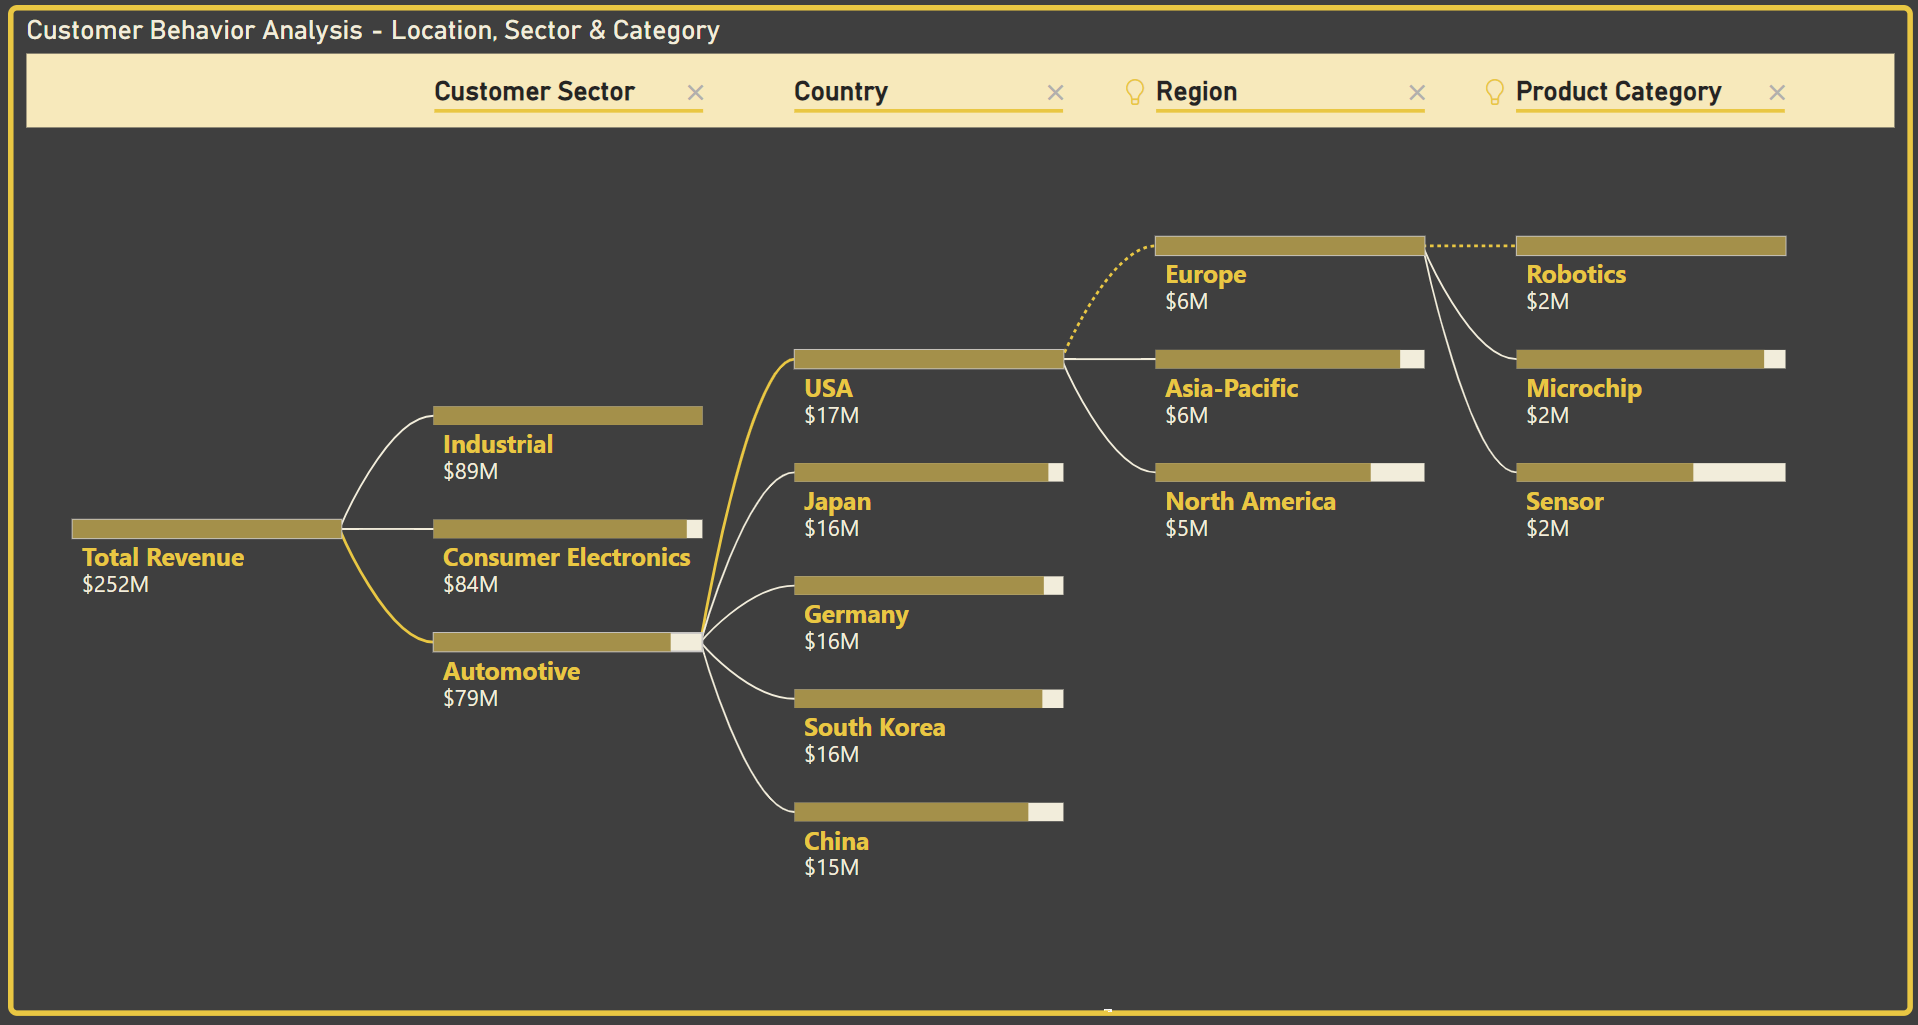 Customer Behavior Analysis - Location, Sector & Category
Customer Sector
Country
Region
Product Category
Total Revenue
$252M
Industrial
$89M
Consumer Electronics
$84M
Automotive
$79M
USA
$17M
Japan
$16M
Germany
$16M
South Korea
$16M
China
$15M
Europe
$6M
Asia-Pacific
$6M
North America
$5M
Robotics
$2M
Microchip
$2M
Sensor
$2M